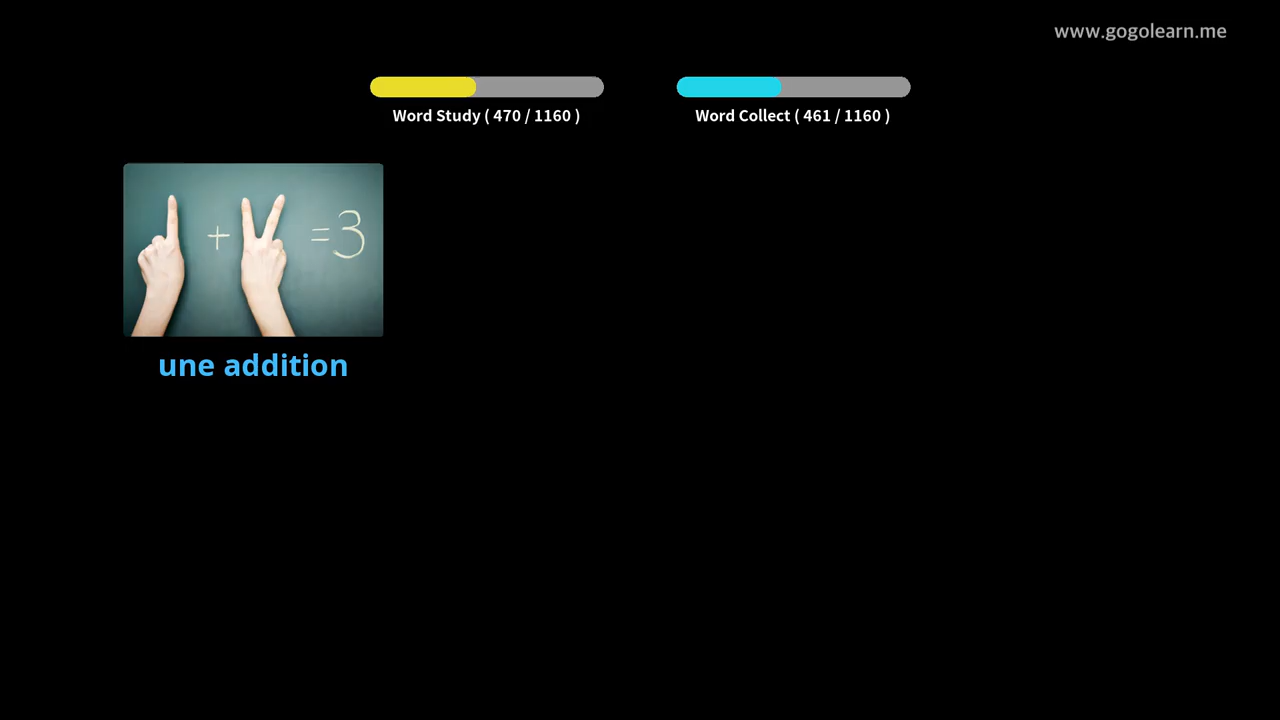 www.gogolearn.me
Word Study ( 470 / 1160 )
Word Collect ( 461 / 1160 )
+ = 3
une addition